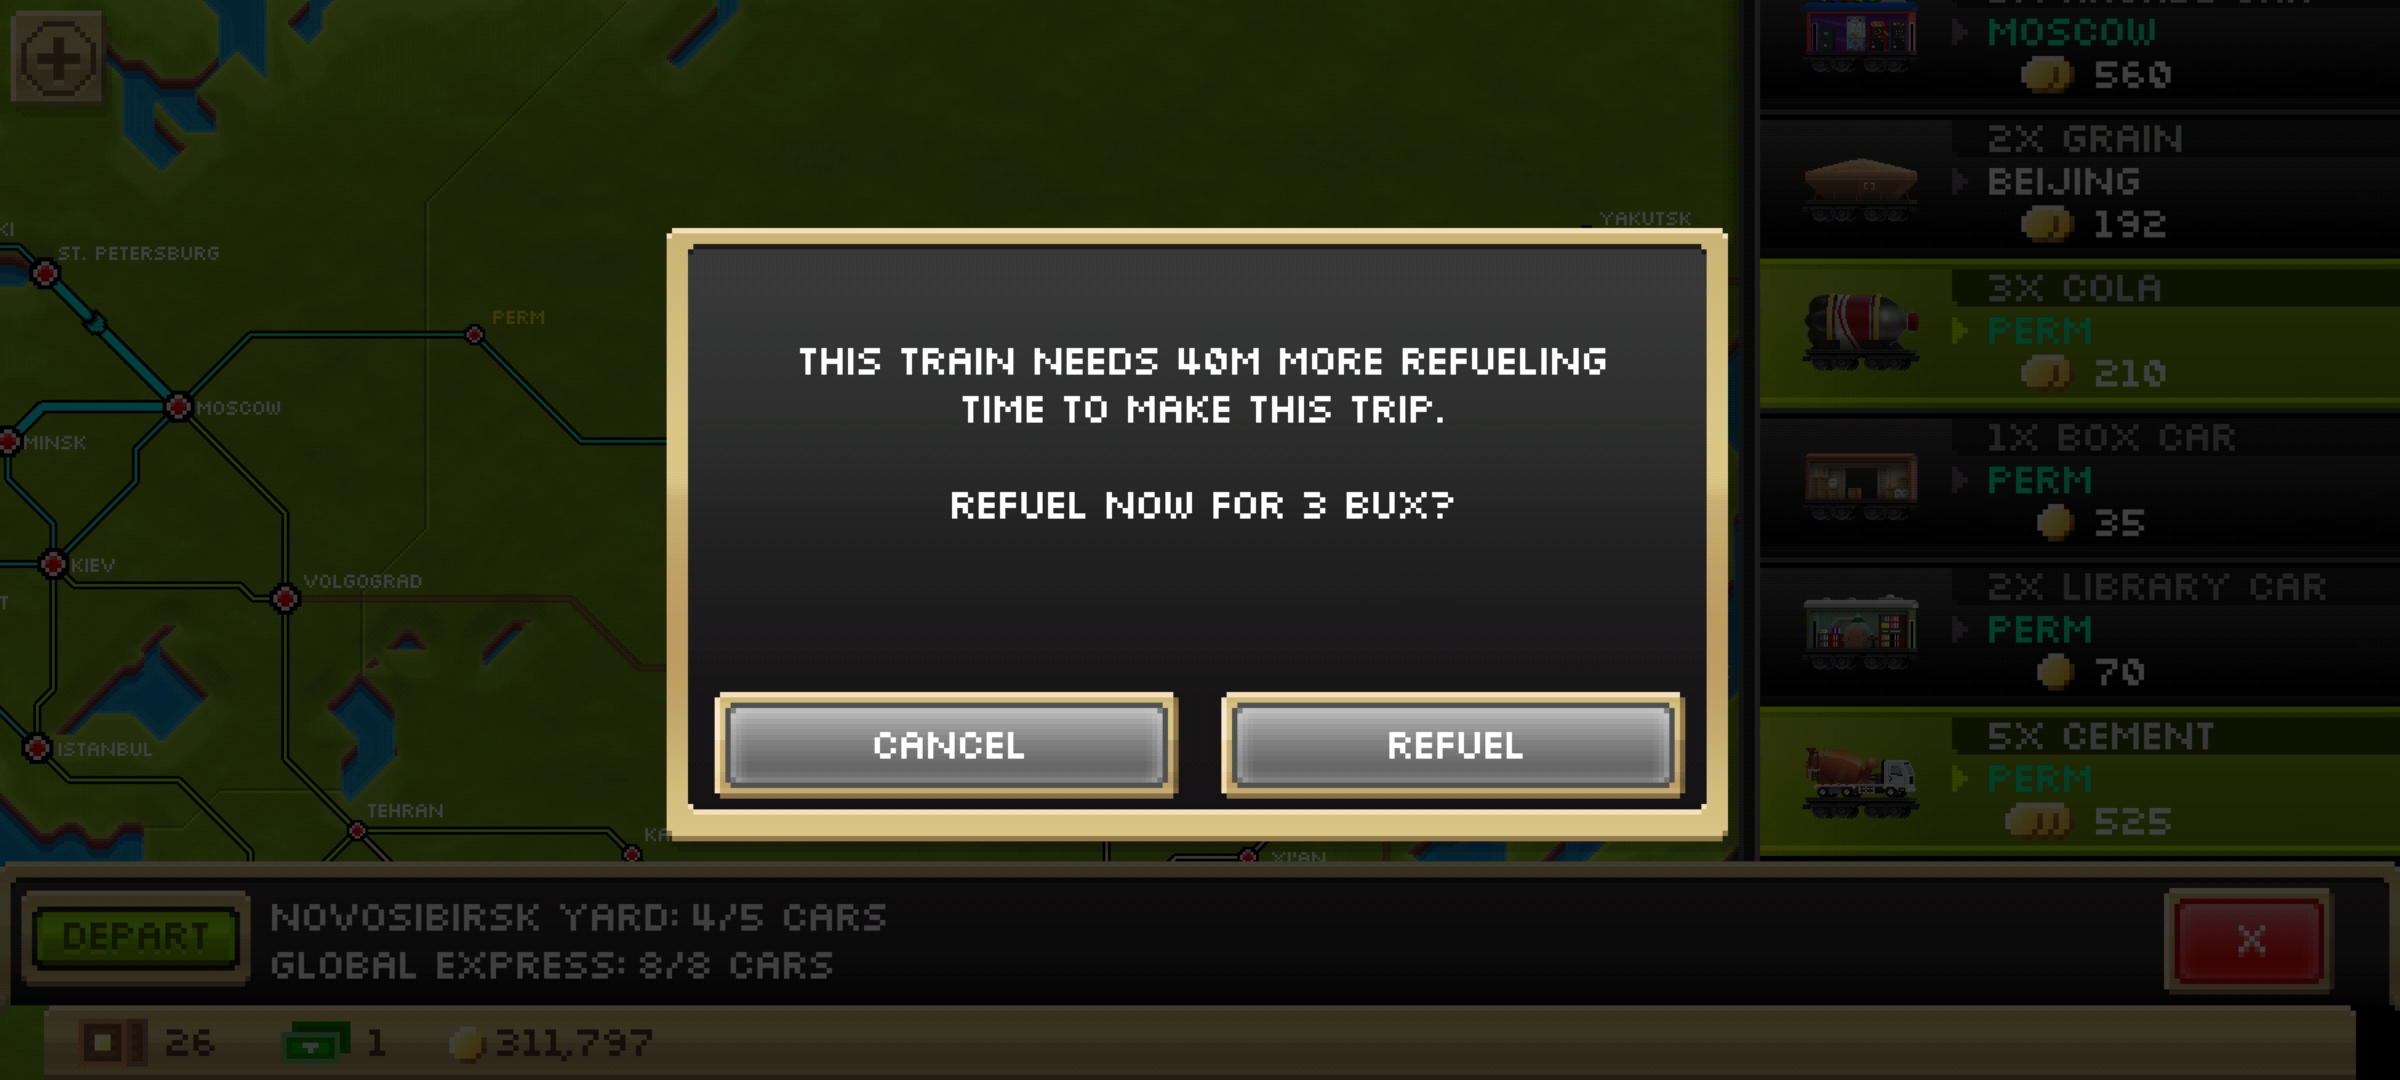 MOSCOW
560
2X GRAIN
BEIJING
192
3X COLA
PERM
210
1X BOX CAR
PERM
35
2X LIBRARY CAR
PERM
70
5X CEMENT
PERM
525
YAKUTSK
ST. PETERSBURG
PERM
MOSCOW
MINSK
KIEV
VOLGOGRAD
ISTANBUL
TEHRAN
XI'AN
THIS TRAIN NEEDS 40M MORE REFUELING
TIME TO MAKE THIS TRIP.
REFUEL NOW FOR 3 BUX?
CANCEL
REFUEL
DEPART
NOVOSIBIRSK YARD: 4/5 CARS
GLOBAL EXPRESS: 8/8 CARS
X
26
1
311,797